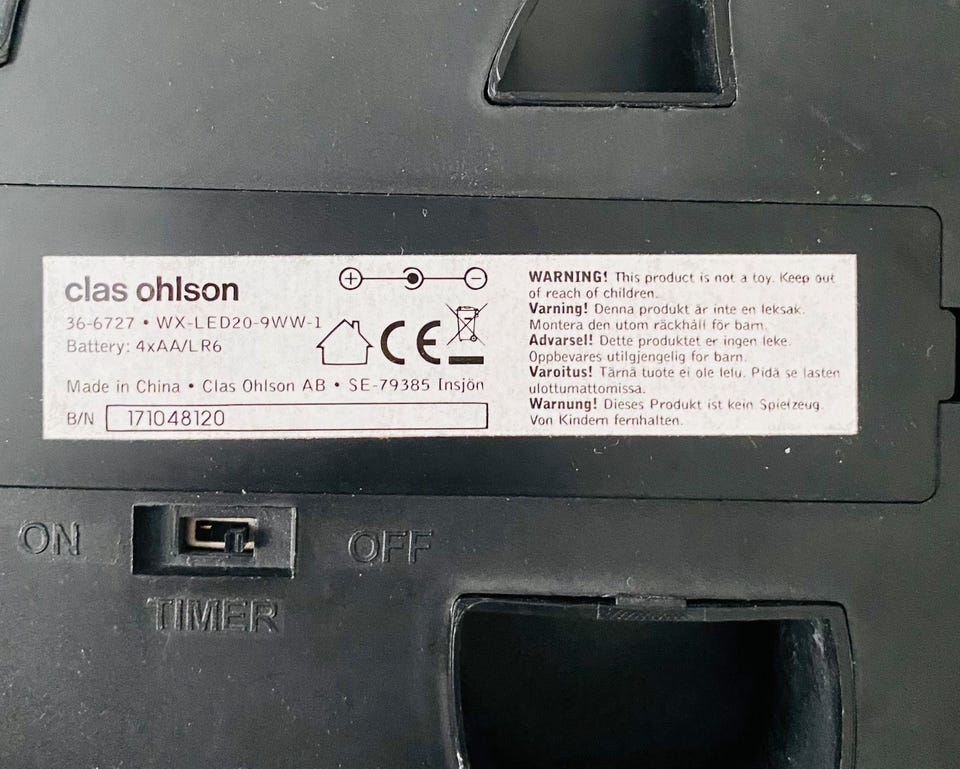 clas ohlson
36-6727 • WX-LED20-9WW-1
Battery: 4xAA/LR6
Made in China • Clas Ohlson AB • SE-79385 Insjön
B/N 171048120
WARNING! This product is not a toy. Keep out
of reach of children.
Varning! Denna produkt är inte en leksak.
Montera den utom räckhåll för barn.
Advarsel! Dette produktet er ingen leke.
Oppbevares utilgjengelig for barn.
Varoitus! Tämä tuote ei ole lelu. Pidä se lasten
ulottumattomissa.
Warnung! Dieses Produkt ist kein Spielzeug.
Von Kindern fernhalten.
ON
OFF
TIMER